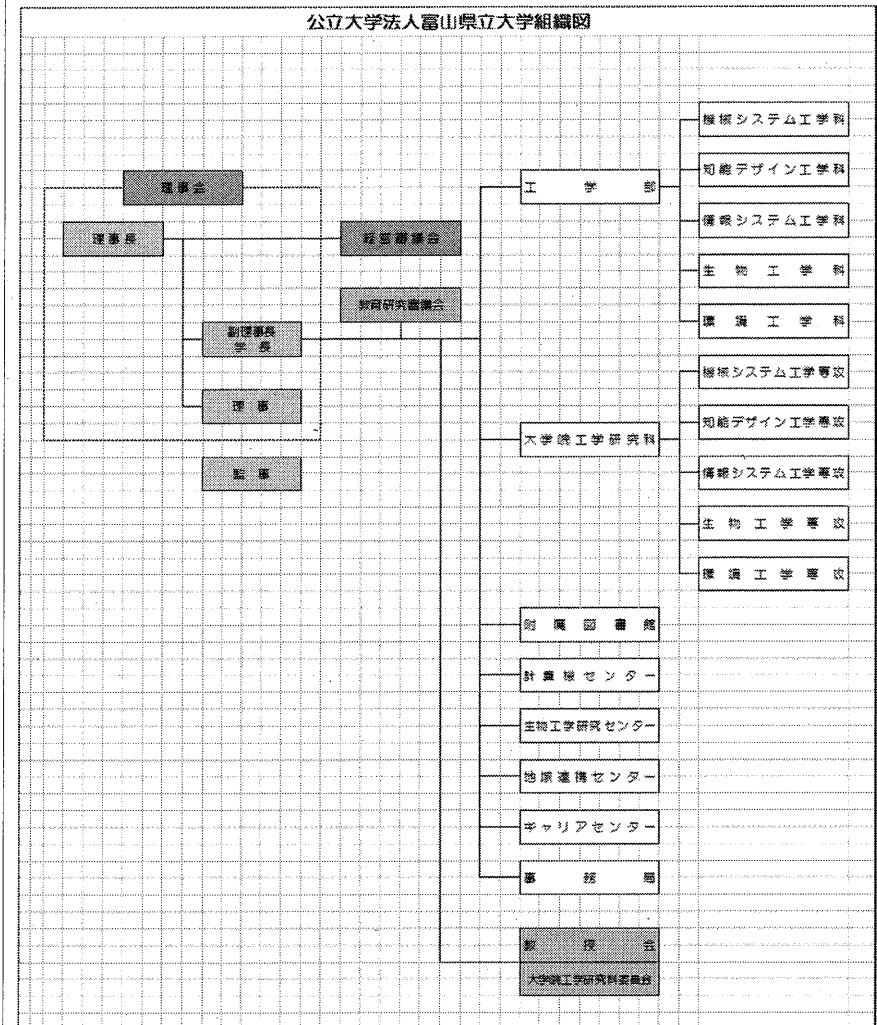 公立大学法人富山県立大学組織図
理事会
理事長
経営審議会
教育研究審議会
副理事長
学長
理事
監事
工学部
機械システム工学科
知能デザイン工学科
情報システム工学科
生物工学科
環境工学科
大学院工学研究科
機械システム工学専攻
知能デザイン工学専攻
情報システム工学専攻
生物工学専攻
環境工学専攻
附属図書館
計算機センター
生物工学研究センター
地域連携センター
キャリアセンター
事務局
教授会
大学院工学研究科委員会